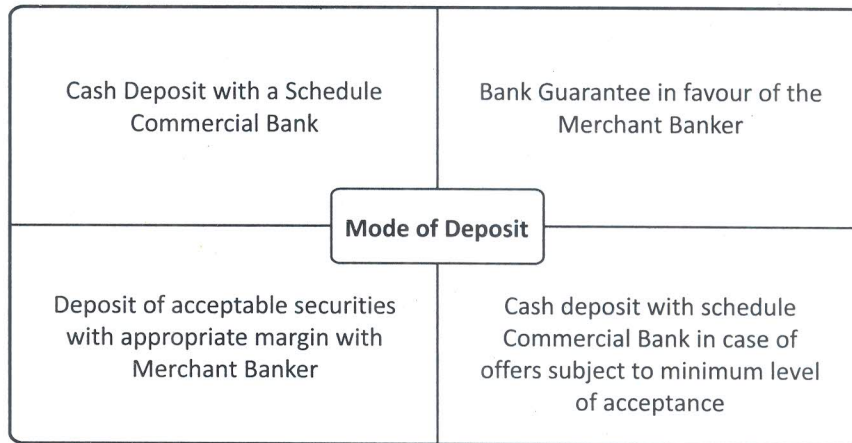 Cash Deposit with a Schedule
Commercial Bank
Bank Guarantee in favour of the
Merchant Banker
Mode of Deposit
Deposit of acceptable securities
with appropriate margin with
Merchant Banker
Cash deposit with schedule
Commercial Bank in case of
offers subject to minimum level
of acceptance